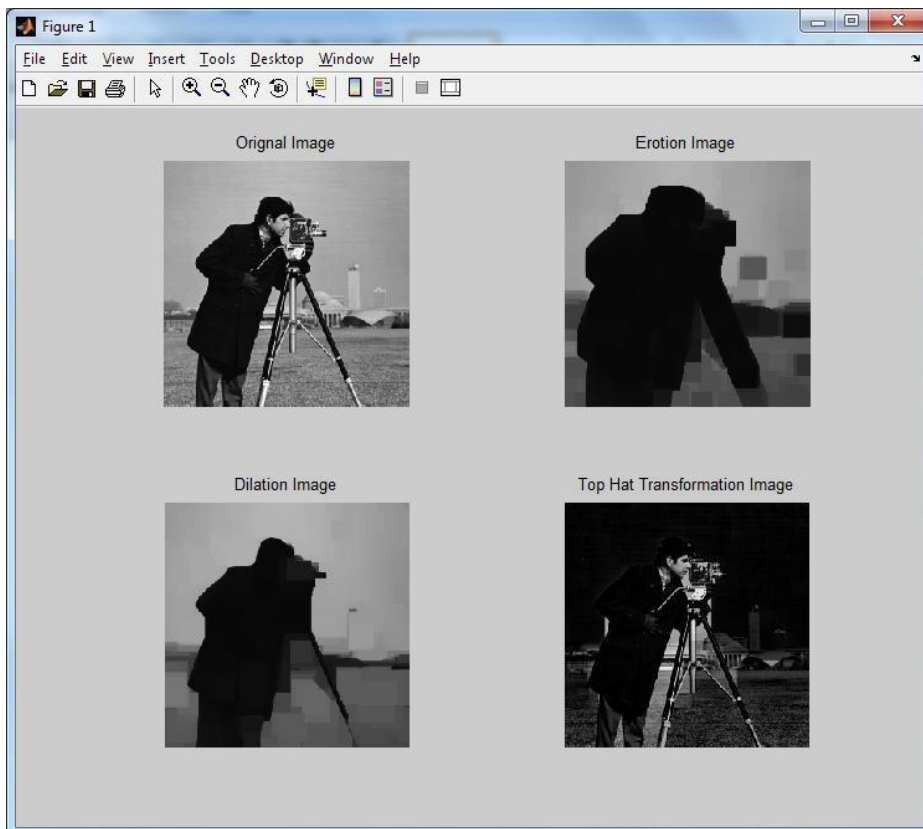 Figure 1
File Edit View Insert Tools Desktop Window Help
Orignal Image
Erotion Image
Dilation Image
Top Hat Transformation Image